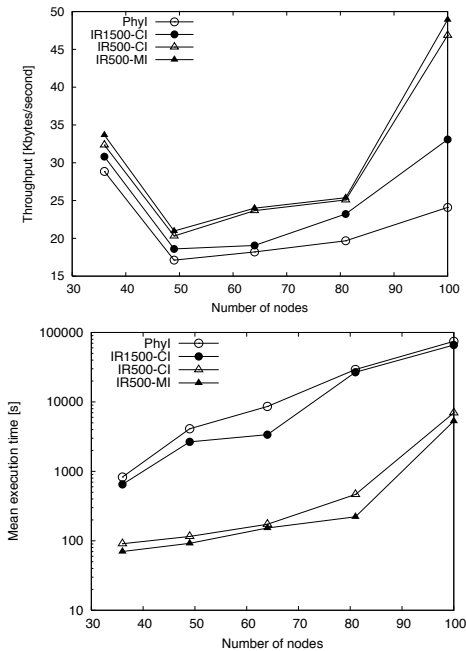 50
45
40
35
30
25
20
15
30 40 50 60 70 80 90 100
Throughput [Kbytes/second]
Number of nodes
PhyI
IR1500-CI
IR500-CI
IR500-MI
100000
10000
1000
100
10
30 40 50 60 70 80 90 100
Mean execution time [s]
Number of nodes
PhyI
IR1500-CI
IR500-CI
IR500-MI